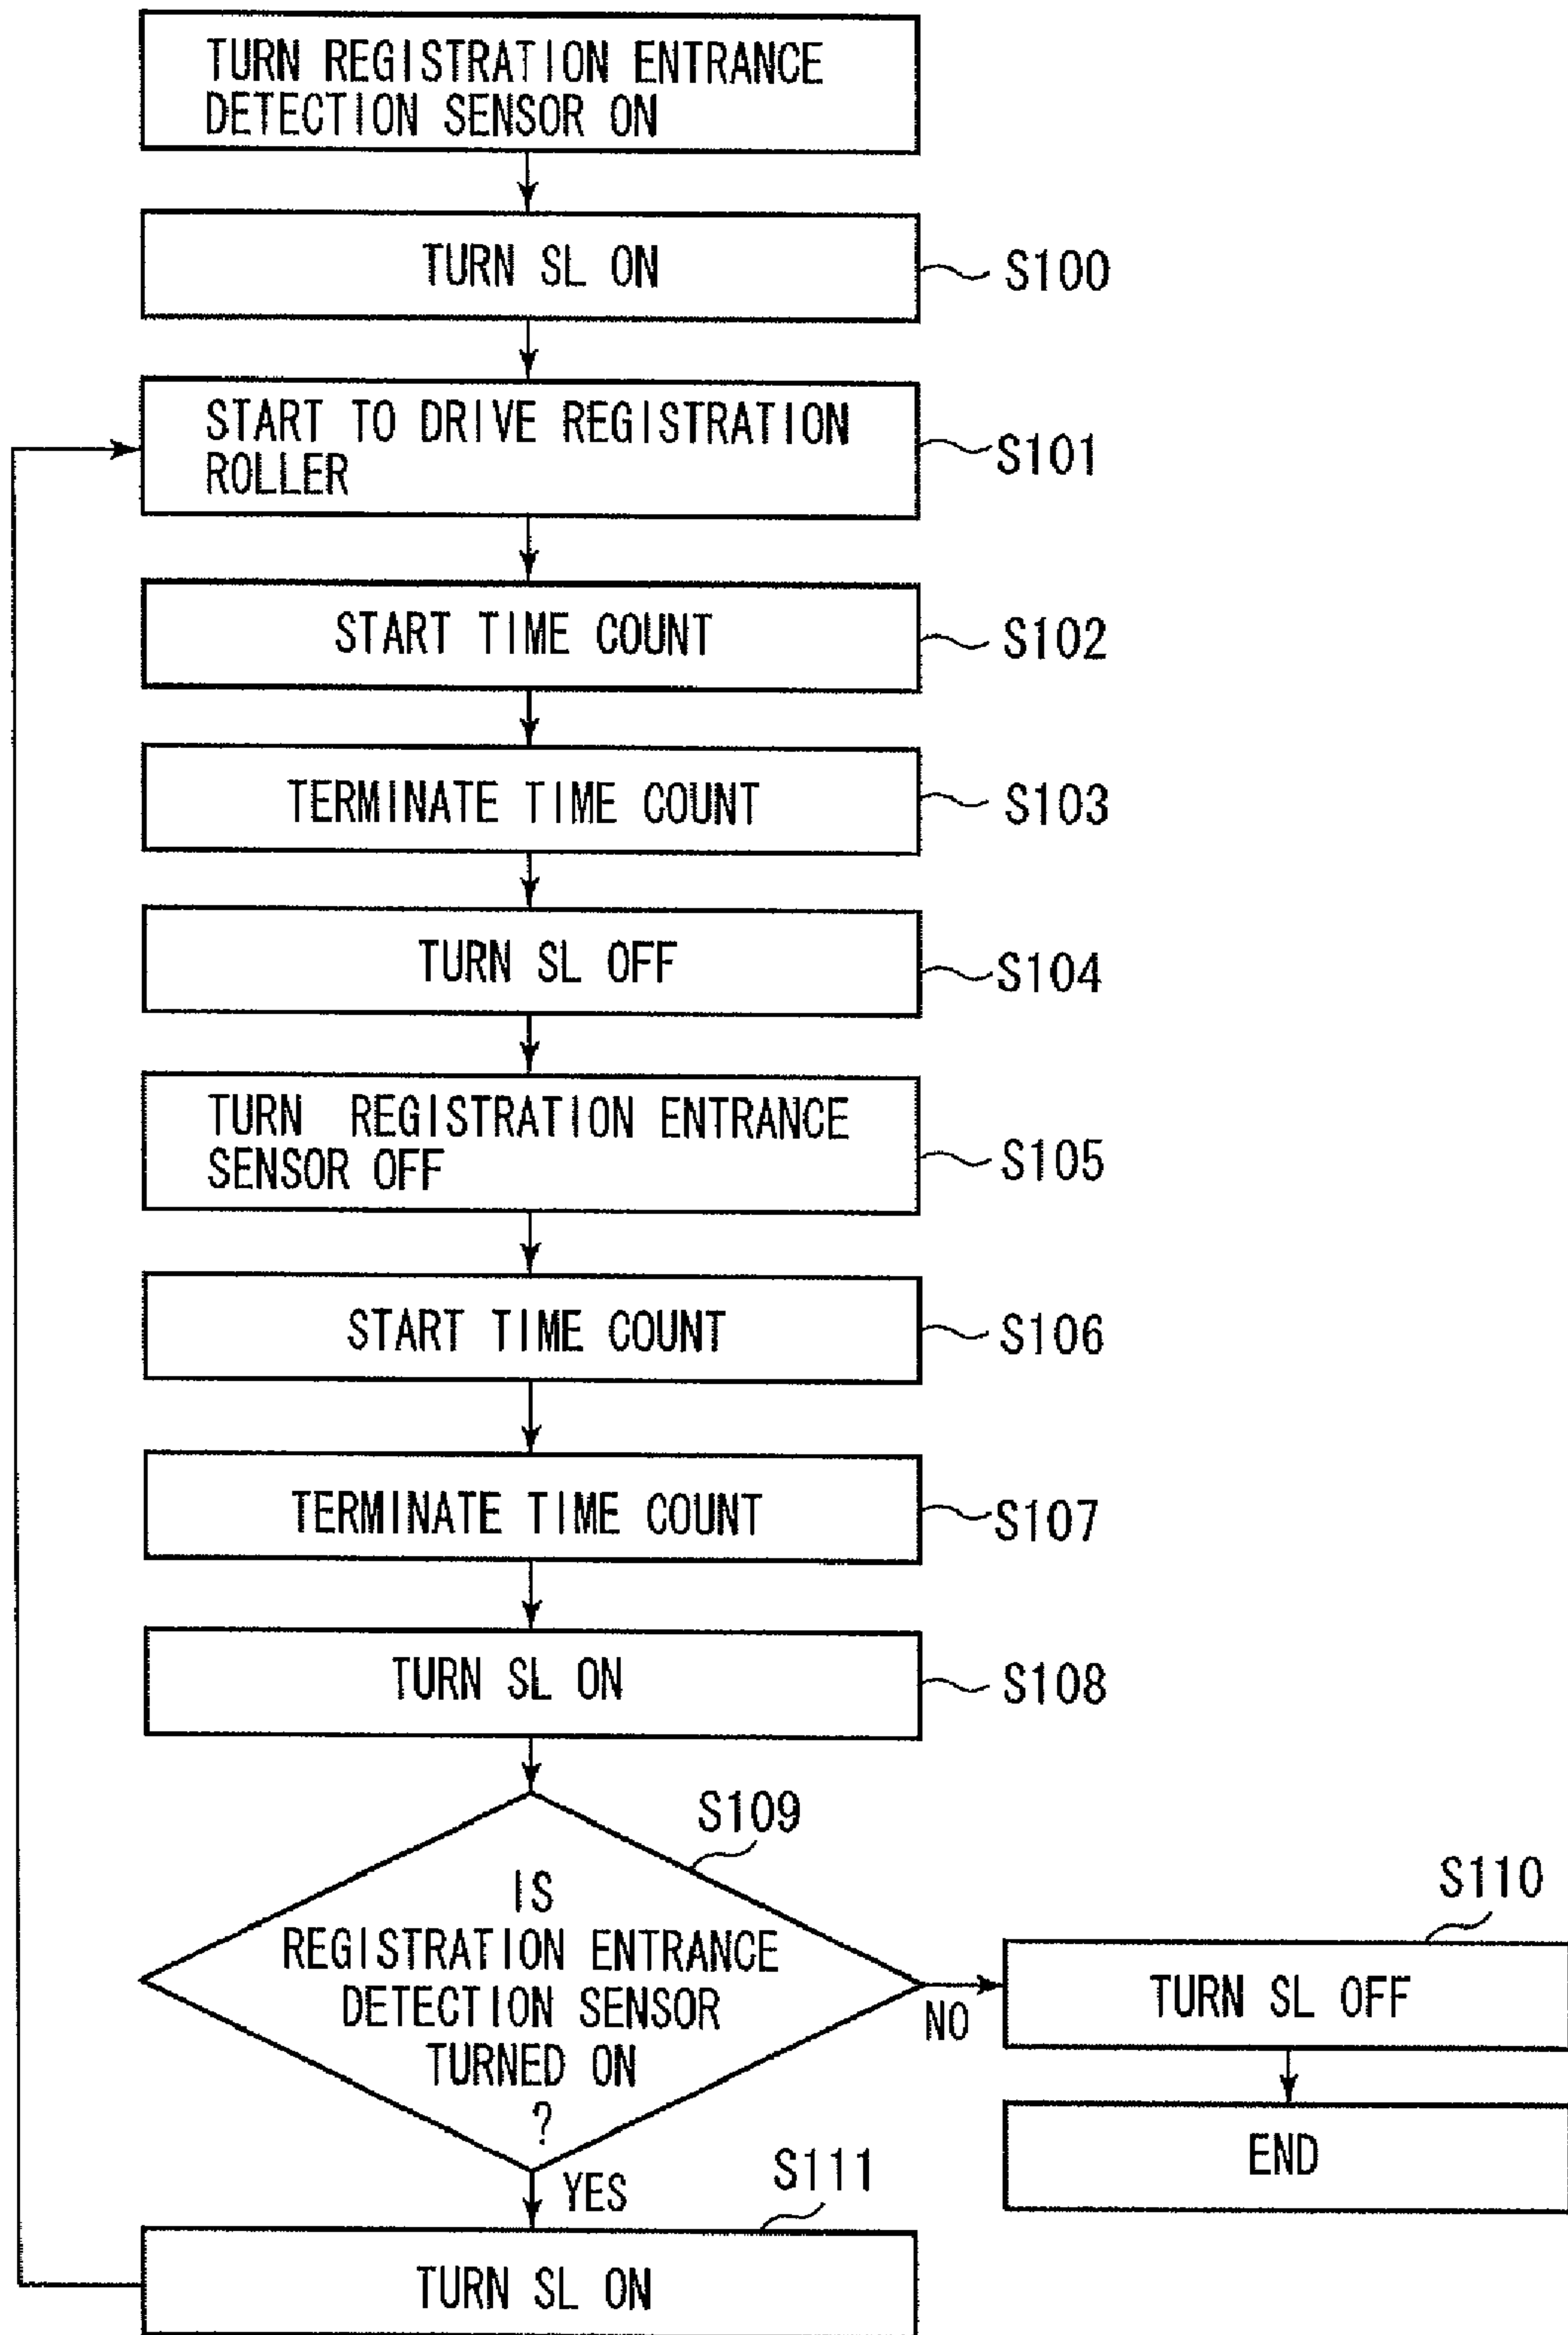 TURN REGISTRATION ENTRANCE
DETECTION SENSOR ON
TURN SL ON
S100
START TO DRIVE REGISTRATION
ROLLER
S101
START TIME COUNT
S102
TERMINATE TIME COUNT
S103
TURN SL OFF
S104
TURN REGISTRATION ENTRANCE
SENSOR OFF
S105
START TIME COUNT
S106
TERMINATE TIME COUNT
S107
TURN SL ON
S108
S109
IS
REGISTRATION ENTRANCE
DETECTION SENSOR
TURNED ON
?
NO
S110
TURN SL OFF
END
YES
S111
TURN SL ON